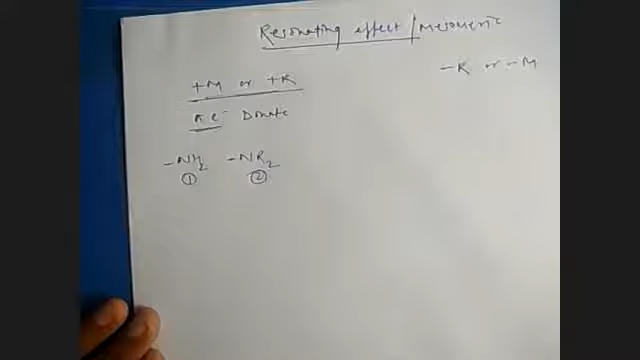 Resonating effect / Mesomeric
+M or +R
-R or -M
π e⁻ Donate
-NH₂ -NR₂
① ②